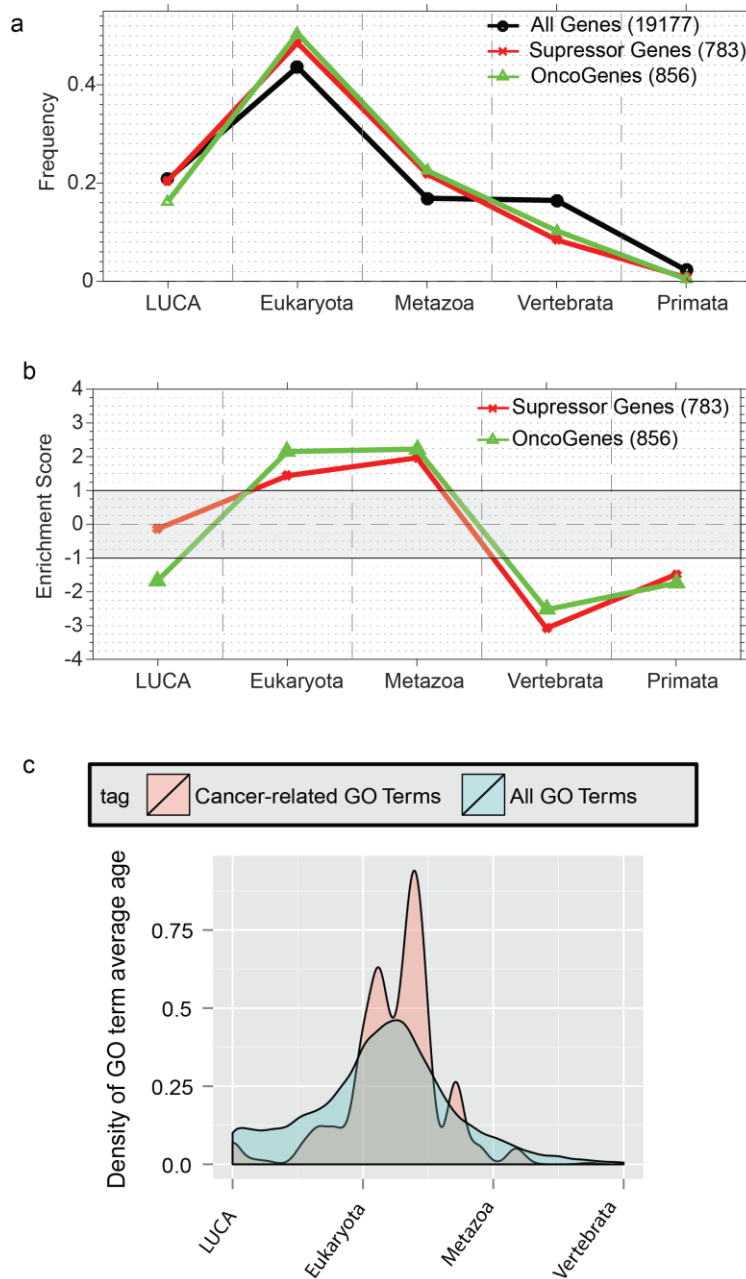 a
All Genes (19177)
Supressor Genes (783)
OncoGenes (856)
Frequency
0.4
0.2
0
LUCA Eukaryota Metazoa Vertebrata Primata
b
Supressor Genes (783)
OncoGenes (856)
Enrichment Score
4
3
2
1
0
-1
-2
-3
-4
LUCA Eukaryota Metazoa Vertebrata Primata
c
tag Cancer-related GO Terms All GO Terms
Density of GO term average age
0.75
0.5
0.25
0.0
LUCA Eukaryota Metazoa Vertebrata